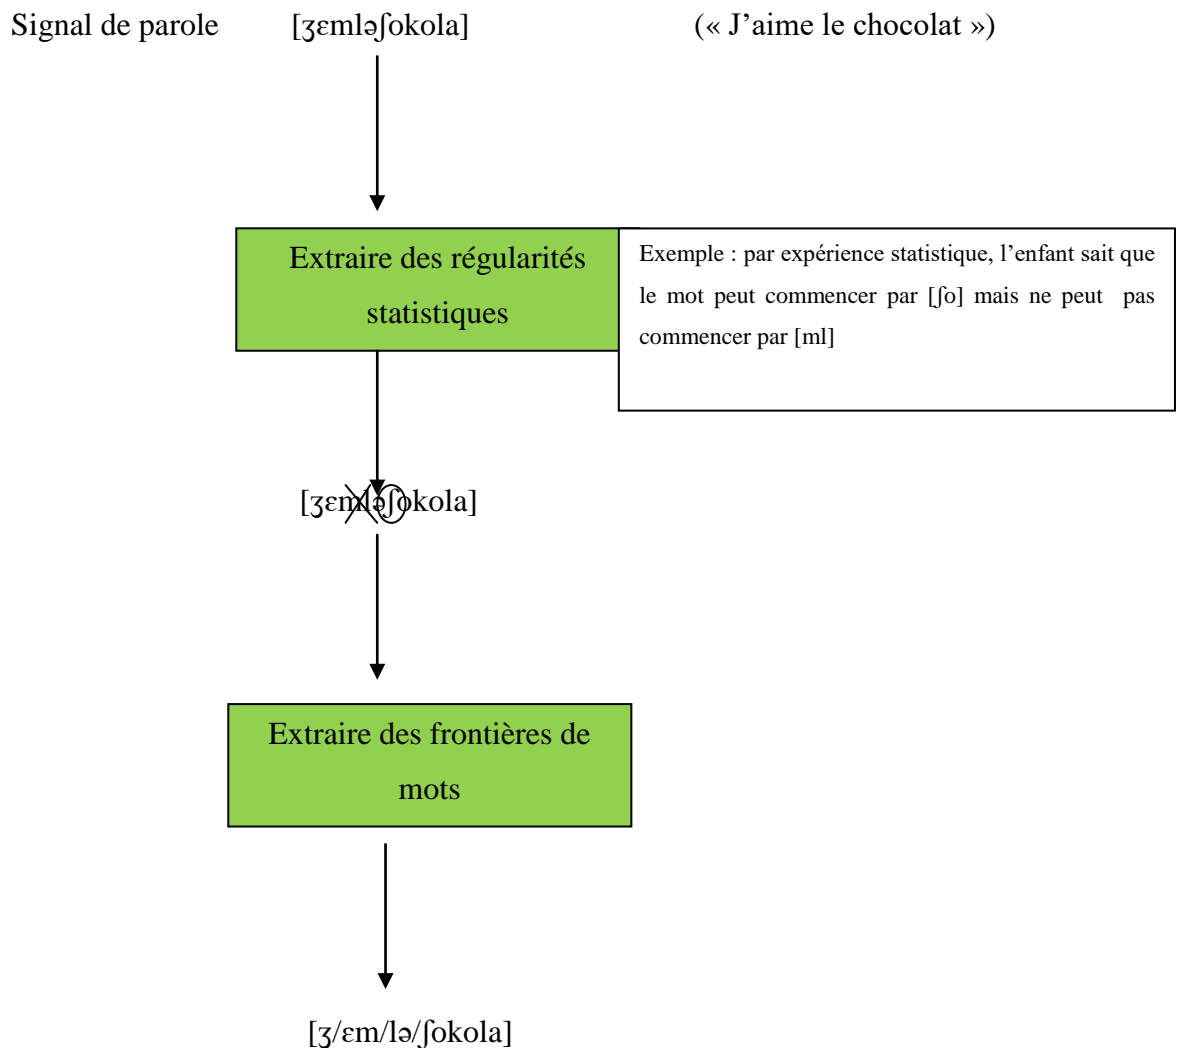 Signal de parole [ʒɛmləʃokola] (« J’aime le chocolat »)
Extraire des régularités
statistiques
Exemple : par expérience statistique, l’enfant sait que
le mot peut commencer par [ʃo] mais ne peut pas
commencer par [ml]
[ʒɛmləʃokola]
Extraire des frontières de
mots
[ʒ/ɛm/lə/ʃokola]